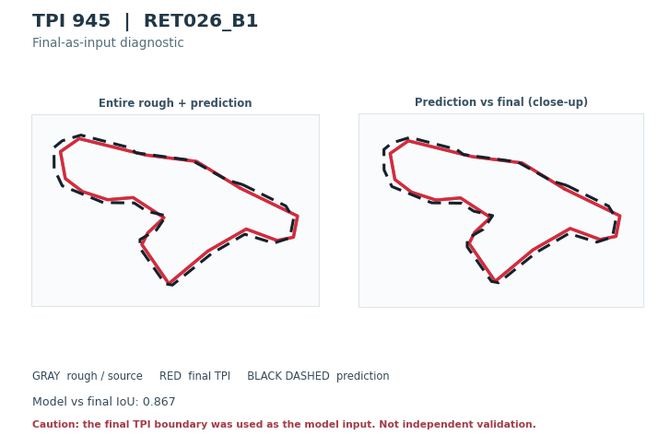 TPI 945 | RET026_B1
Final-as-input diagnostic
Entire rough + prediction
Prediction vs final (close-up)
GRAY rough / source RED final TPI BLACK DASHED prediction
Model vs final IoU: 0.867
Caution: the final TPI boundary was used as the model input. Not independent validation.